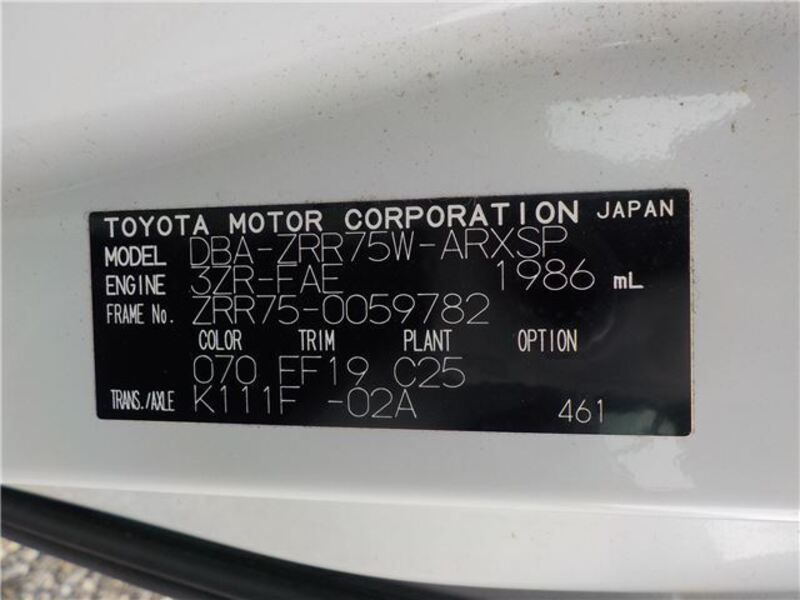 TOYOTA MOTOR CORPORATION JAPAN
MODEL DBA-ZRR75W-ARXSP
ENGINE 3ZR-FAE 1986 mL
FRAME No. ZRR75-0059782
COLOR TRIM PLANT OPTION
070 EF19 C25
TRANS./AXLE K111F -02A 461